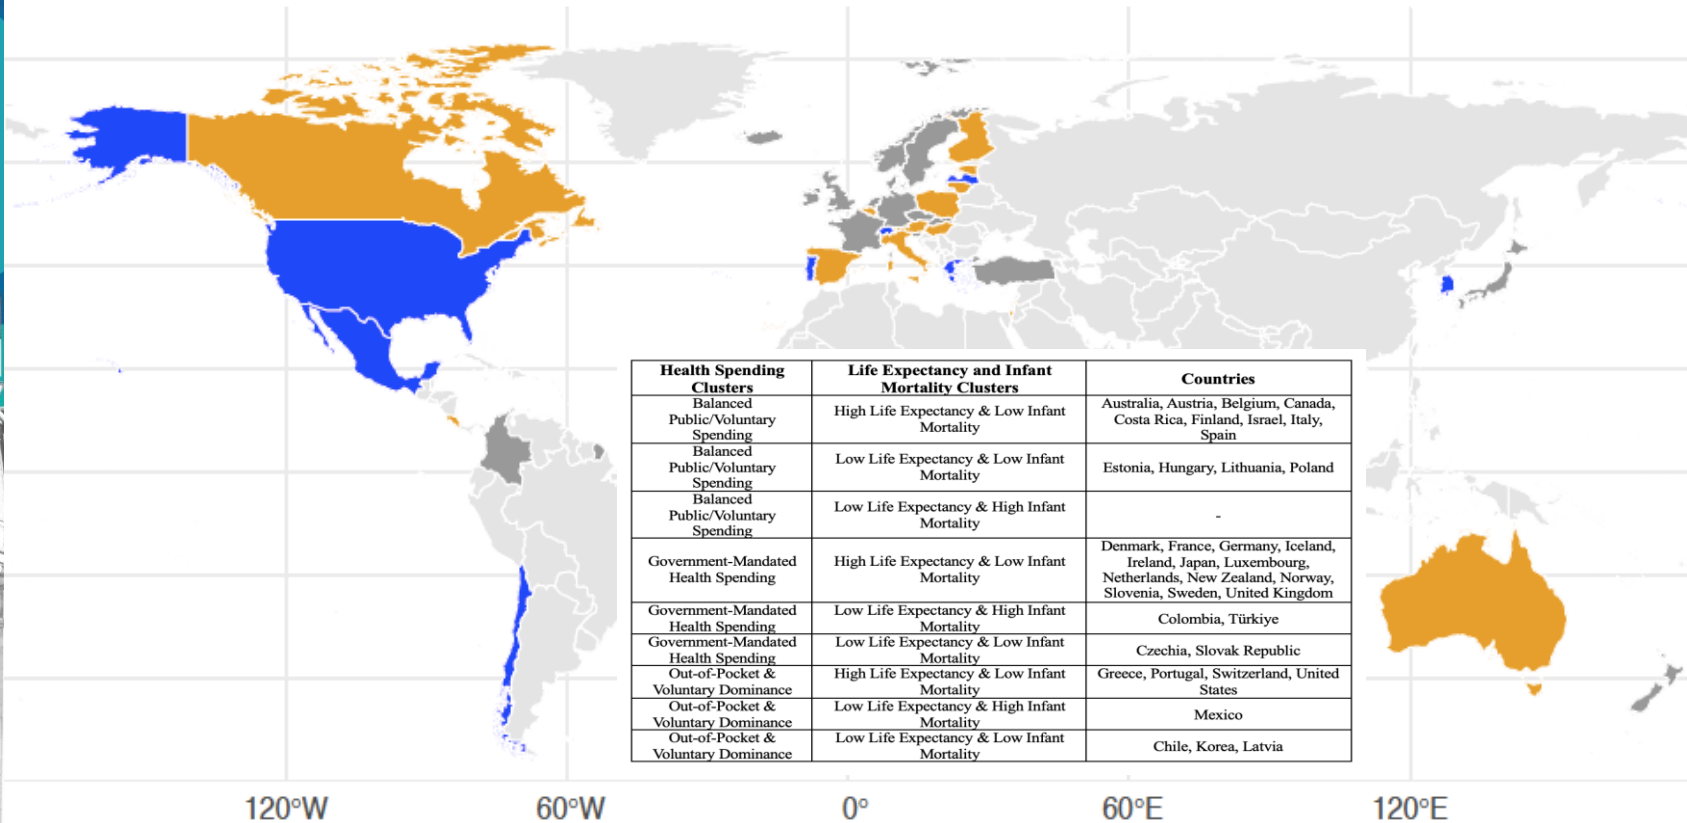 Health Spending
Clusters
Life Expectancy and Infant
Mortality Clusters
Countries
Balanced
Public/Voluntary
Spending
High Life Expectancy & Low Infant
Mortality
Australia, Austria, Belgium, Canada,
Costa Rica, Finland, Israel, Italy,
Spain
Balanced
Public/Voluntary
Spending
Low Life Expectancy & Low Infant
Mortality
Estonia, Hungary, Lithuania, Poland
Balanced
Public/Voluntary
Spending
Low Life Expectancy & High Infant
Mortality
-
Government-Mandated
Health Spending
High Life Expectancy & Low Infant
Mortality
Denmark, France, Germany, Iceland,
Ireland, Japan, Luxembourg,
Netherlands, New Zealand, Norway,
Slovenia, Sweden, United Kingdom
Government-Mandated
Health Spending
Low Life Expectancy & High Infant
Mortality
Colombia, Türkiye
Government-Mandated
Health Spending
Low Life Expectancy & Low Infant
Mortality
Czechia, Slovak Republic
Out-of-Pocket &
Voluntary Dominance
High Life Expectancy & Low Infant
Mortality
Greece, Portugal, Switzerland, United
States
Out-of-Pocket &
Voluntary Dominance
Low Life Expectancy & High Infant
Mortality
Mexico
Out-of-Pocket &
Voluntary Dominance
Low Life Expectancy & Low Infant
Mortality
Chile, Korea, Latvia
120°W
60°W
0°
60°E
120°E